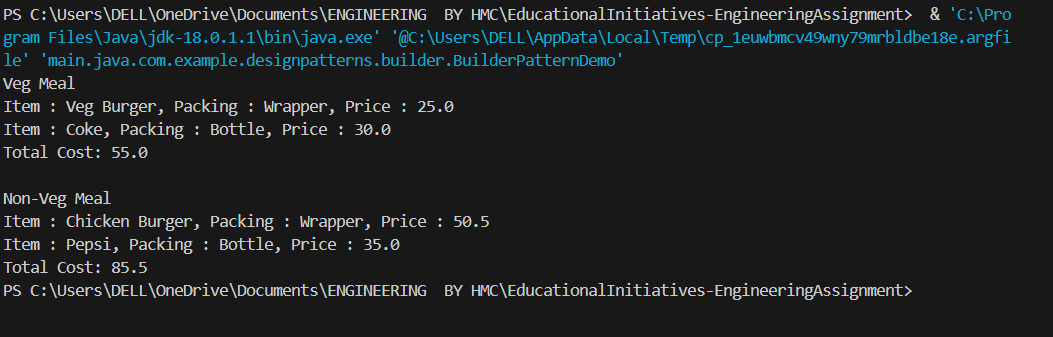 PS C:\Users\DELL\OneDrive\Documents\ENGINEERING  BY HMC\EducationalInitiatives-EngineeringAssignment>  & 'C:\Pro
gram Files\Java\jdk-18.0.1.1\bin\java.exe' '@C:\Users\DELL\AppData\Local\Temp\cp_1euwbmcv49wny79mrbldbe18e.argfi
le' 'main.java.com.example.designpatterns.builder.BuilderPatternDemo'
Veg Meal
Item : Veg Burger, Packing : Wrapper, Price : 25.0
Item : Coke, Packing : Bottle, Price : 30.0
Total Cost: 55.0

Non-Veg Meal
Item : Chicken Burger, Packing : Wrapper, Price : 50.5
Item : Pepsi, Packing : Bottle, Price : 35.0
Total Cost: 85.5
PS C:\Users\DELL\OneDrive\Documents\ENGINEERING  BY HMC\EducationalInitiatives-EngineeringAssignment>